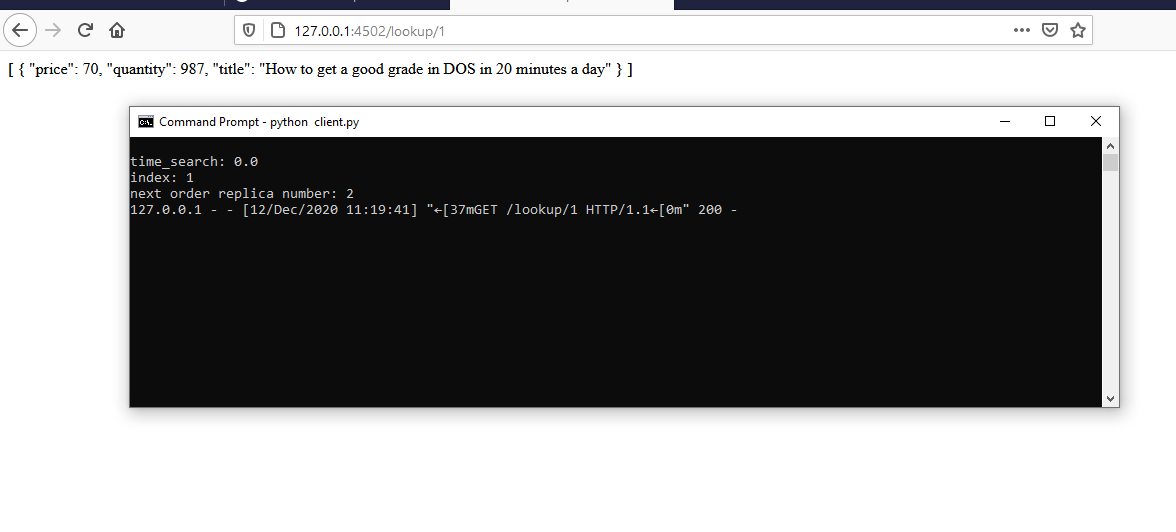 127.0.0.1:4502/lookup/1
[ { "price": 70, "quantity": 987, "title": "How to get a good grade in DOS in 20 minutes a day" } ]
C:\.
Command Prompt - python  client.py
time_search: 0.0
index: 1
next order replica number: 2
127.0.0.1 - - [12/Dec/2020 11:19:41] "←[37mGET /lookup/1 HTTP/1.1←[0m" 200 -